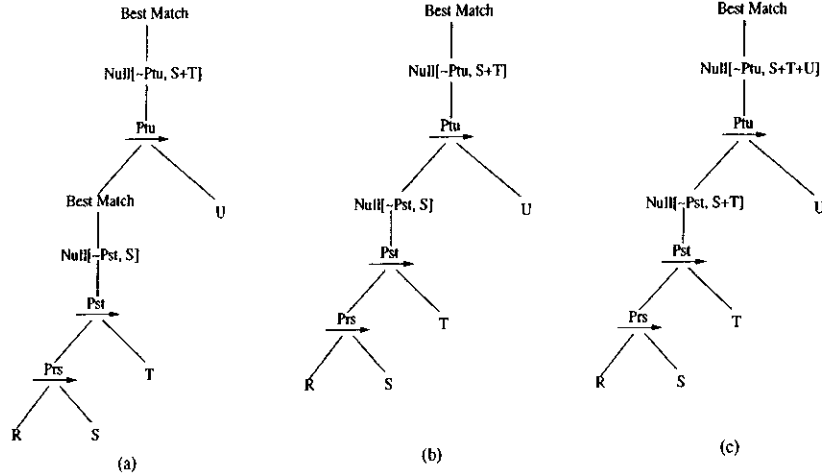 Best Match
Null[~Ptu, S+T]
Ptu
Best Match
U
Null[~Pst, S]
Pst
Prs
T
R
S
(a)
Best Match
Null[~Ptu, S+T]
Ptu
Null[~Pst, S]
U
Pst
Prs
T
R
S
(b)
Best Match
Null[~Ptu, S+T+U]
Ptu
Null[~Pst, S+T]
U
Pst
Prs
T
R
S
(c)